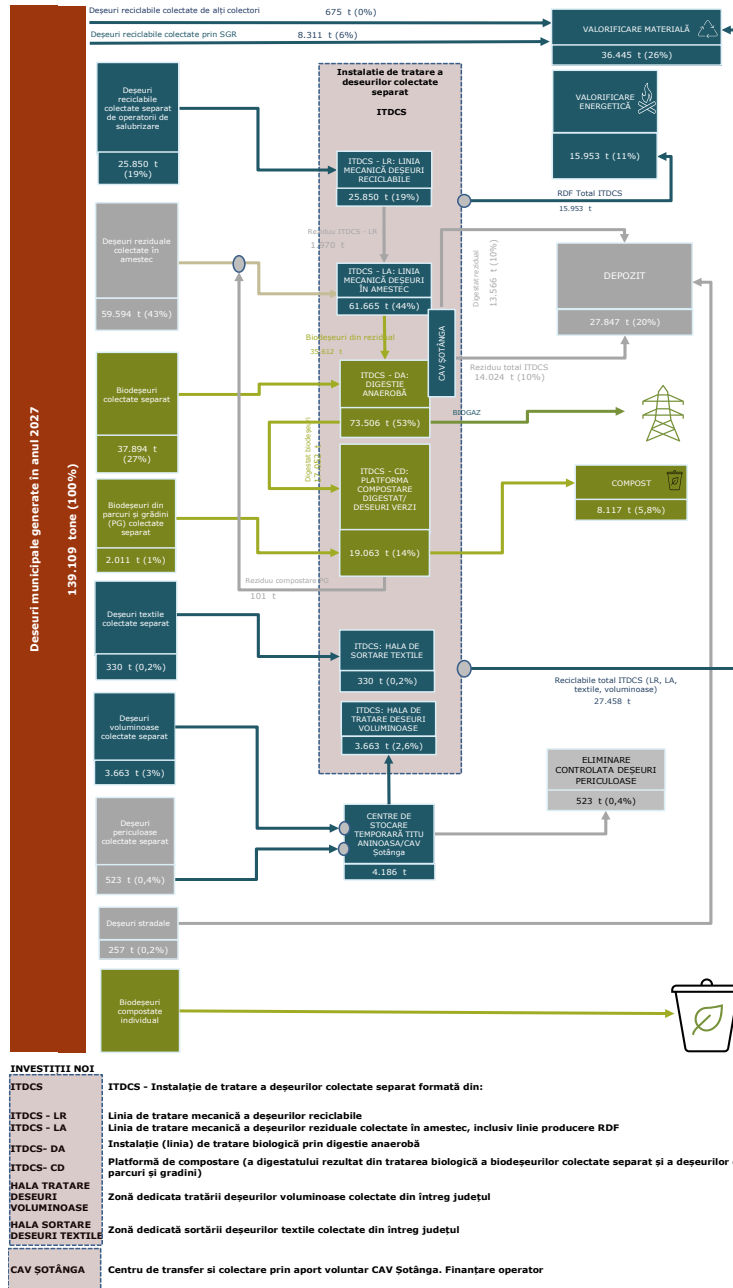 Deșeuri reciclabile colectate de alți colectori
675 t (0%)
Deșeuri reciclabile colectate prin SGR
8.311 t (6%)
VALORIFICARE MATERIALĂ
36.445 t (26%)
Deșeuri municipale generate în anul 2027
139.109 tone (100%)
Deșeuri
reciclabile
colectate separat
de operatorii de
salubrizare
25.850 t
(19%)
Instalatie de tratare a
deseurilor colectate
separat
ITDCS
VALORIFICARE
ENERGETICĂ
15.953 t (11%)
ITDCS - LR: LINIA
MECANICĂ DEȘEURI
RECICLABILE
25.850 t (19%)
RDF Total ITDCS
15.953 t
Deșeuri reziduale
colectate în
amestec
59.594 t (43%)
Reziduu ITDCS - LR
1.970 t
ITDCS - LA: LINIA
MECANICĂ DEȘEURI
ÎN AMESTEC
61.665 t (44%)
Digestat rezidual
13.566 t (10%)
DEPOZIT
27.847 t (20%)
CAV ȘOTÂNGA
Biodeșeuri din rezidual
Reziduu total ITDCS
14.024 t (10%)
Biodeșeuri
colectate separat
37.894 t
(27%)
ITDCS - DA:
DIGESTIE
ANAEROBĂ
73.506 t (53%)
BIOGAZ
Digestat biodeșeuri
ITDCS - CD:
PLATFORMA
COMPOSTARE
DIGESTAT/
DEȘEURI VERZI
19.063 t (14%)
COMPOST
8.117 t (5,8%)
Biodeșeuri din
parcuri și grădini
(PG) colectate
separat
2.011 t (1%)
Reziduu compostare PG
101 t
Deșeuri textile
colectate separat
330 t (0,2%)
ITDCS: HALA DE
SORTARE TEXTILE
330 t (0,2%)
Reciclabile total ITDCS (LR, LA,
textile, voluminoase)
27.458 t
Deșeuri
voluminoase
colectate separat
3.663 t (3%)
ITDCS: HALA DE
TRATARE DESEURI
VOLUMINOASE
3.663 t (2,6%)
ELIMINARE
CONTROLATA DEȘEURI
PERICULOASE
523 t (0,4%)
Deșeuri
periculoase
colectate separat
523 t (0,4%)
CENTRE DE
STOCARE
TEMPORARĂ TITU
ANINOASA/CAV
Șotânga
4.186 t
Deșeuri stradale
257 t (0,2%)
Biodeșeuri
compostate
individual
INVESTIȚII NOI
ITDCS ITDCS - Instalație de tratare a deșeurilor colectate separat formată din:
ITDCS - LR Linia de tratare mecanică a deșeurilor reciclabile
ITDCS - LA Linia de tratare mecanică a deșeurilor reziduale colectate în amestec, inclusiv linie producere RDF
ITDCS- DA Instalație (linia) de tratare biologică prin digestie anaerobă
ITDCS- CD Platformă de compostare (a digestatului rezultat din tratarea biologică a biodeșeurilor colectate separat și a deșeurilor
parcuri și gradini)
HALA TRATARE
DESEURI
VOLUMINOASE Zonă dedicata tratării deșeurilor voluminoase colectate din întreg județul
HALA SORTARE
DESEURI TEXTILE Zonă dedicată sortării deșeurilor textile colectate din întreg județul
CAV ȘOTÂNGA Centru de transfer si colectare prin aport voluntar CAV Șotânga. Finanțare operator